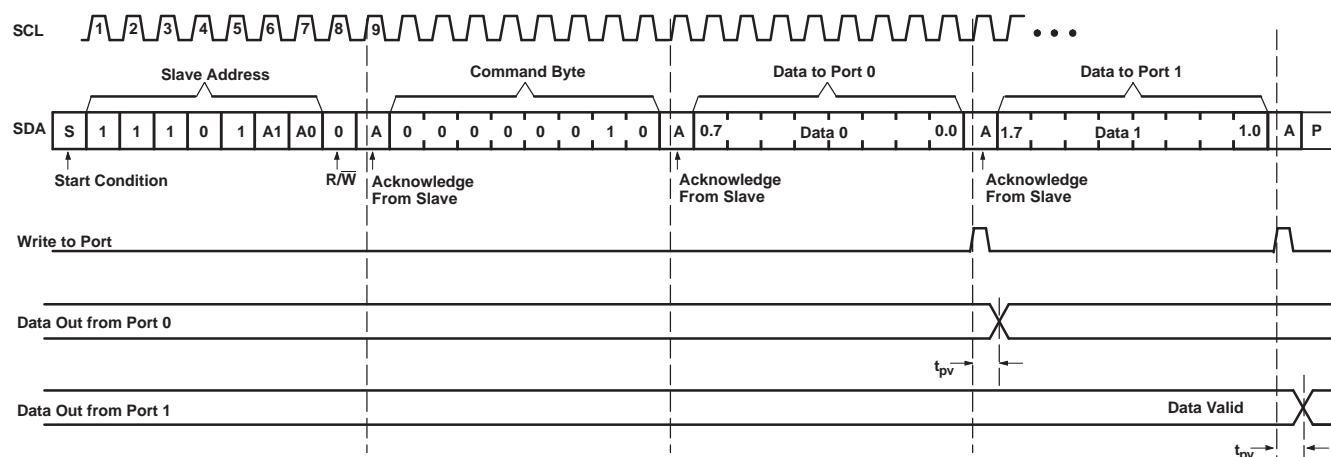 SCL 1 2 3 4 5 6 7 8 9 • • •
Slave Address Command Byte Data to Port 0 Data to Port 1
SDA S 1 1 1 0 1 A1 A0 0 A 0 0 0 0 0 0 1 0 A 0.7 Data 0 0.0 A 1.7 Data 1 1.0 A P
Start Condition R/W̅ Acknowledge From Slave Acknowledge From Slave Acknowledge From Slave
Write to Port
Data Out from Port 0
tpv
Data Out from Port 1 Data Valid
tpv